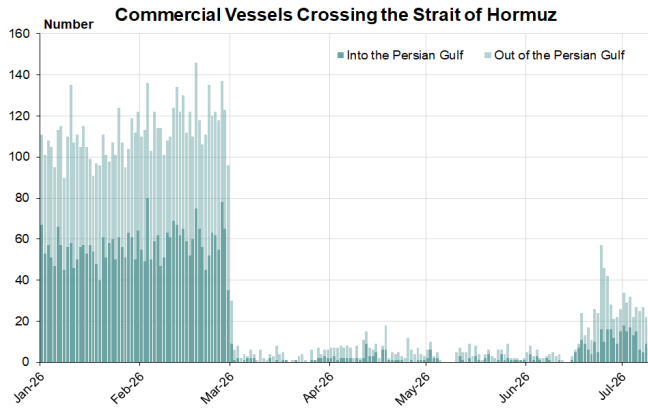 Commercial Vessels Crossing the Strait of Hormuz
Number
Into the Persian Gulf
Out of the Persian Gulf
160
140
120
100
80
60
40
20
0
Jan-26
Feb-26
Mar-26
Apr-26
May-26
Jun-26
Jul-26